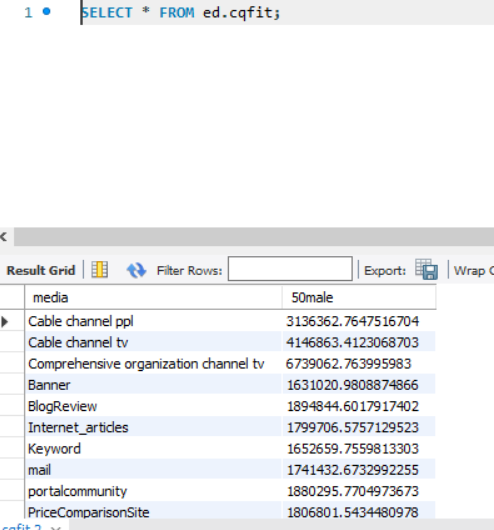 1 SELECT * FROM ed.cqfit;
Result Grid Filter Rows: Export: Wrap C
media 50male
Cable channel ppl 3136362.7647516704
Cable channel tv 4146863.4123068703
Comprehensive organization channel tv 6739062.763995983
Banner 1631020.9808874866
BlogReview 1894844.6017917402
Internet_articles 1799706.5757129523
Keyword 1652659.7559813303
mail 1741432.6732992255
portalcommunity 1880295.7704973673
PriceComparisonSite 1806801.5434480978
cqfit 2